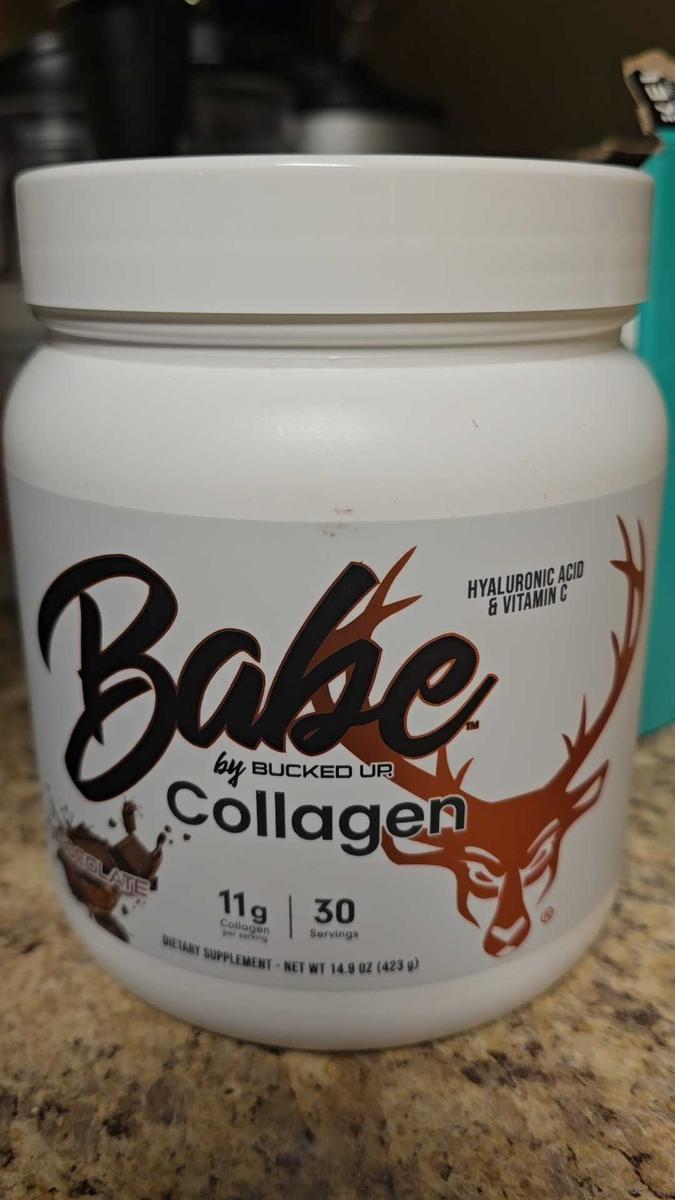 HYALURONIC ACID
& VITAMIN C
Babe™
by BUCKED UP®
Collagen
CHOCOLATE
11g
Collagen
per serving
30
Servings
®
DIETARY SUPPLEMENT - NET WT 14.9 OZ (423 g)